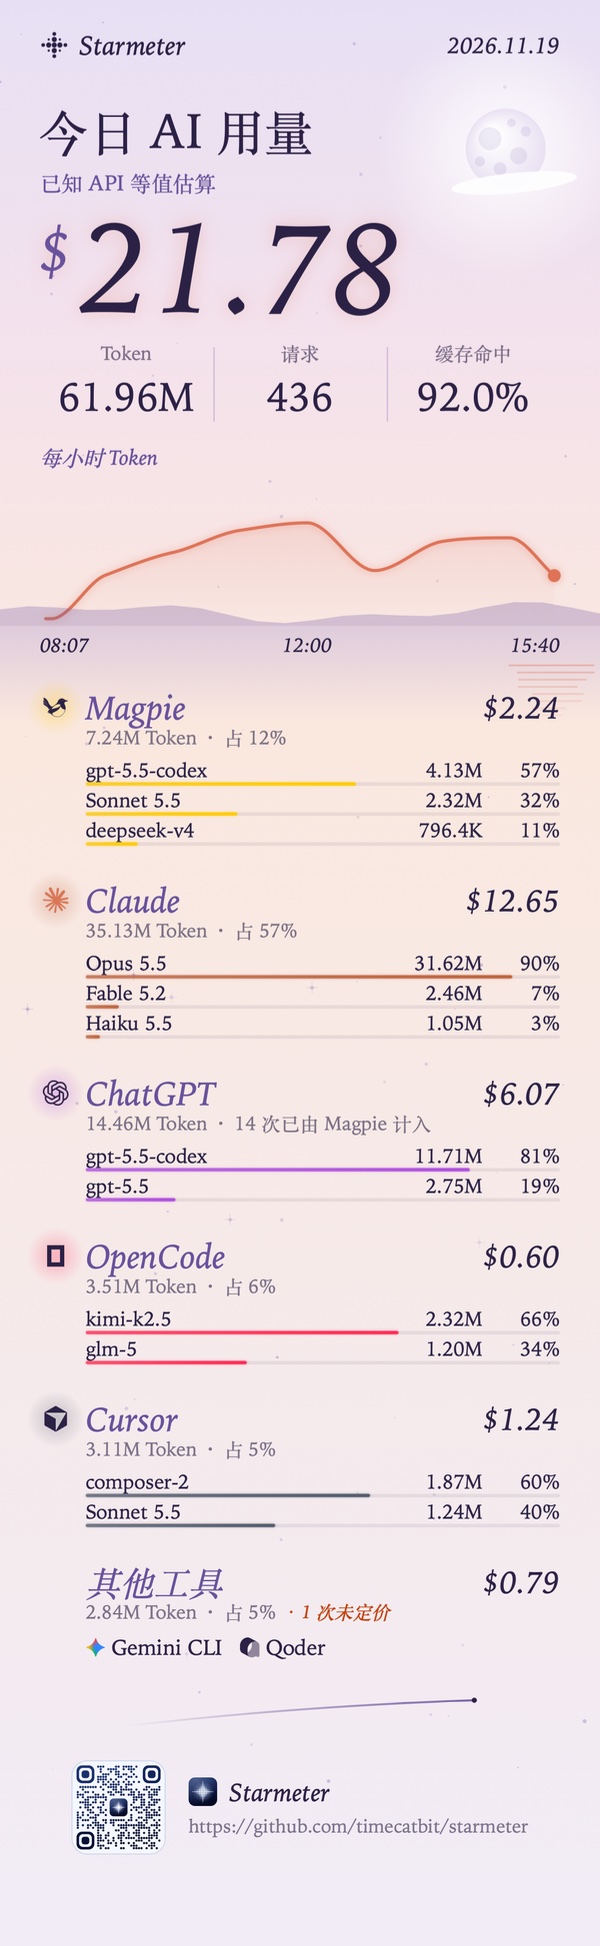 Starmeter 2026.11.19
今日 AI 用量
已知 API 等值估算
$21.78
Token 请求 缓存命中
61.96M 436 92.0%
每小时 Token
08:07 12:00 15:40
Magpie $2.24
7.24M Token · 占 12%
gpt-5.5-codex 4.13M 57%
Sonnet 5.5 2.32M 32%
deepseek-v4 796.4K 11%
Claude $12.65
35.13M Token · 占 57%
Opus 5.5 31.62M 90%
Fable 5.2 2.46M 7%
Haiku 5.5 1.05M 3%
ChatGPT $6.07
14.46M Token · 14 次已由 Magpie 计入
gpt-5.5-codex 11.71M 81%
gpt-5.5 2.75M 19%
OpenCode $0.60
3.51M Token · 占 6%
kimi-k2.5 2.32M 66%
glm-5 1.20M 34%
Cursor $1.24
3.11M Token · 占 5%
composer-2 1.87M 60%
Sonnet 5.5 1.24M 40%
其他工具 $0.79
2.84M Token · 占 5% · 1 次未定价
Gemini CLI Qoder
Starmeter
https://github.com/timecatbit/starmeter